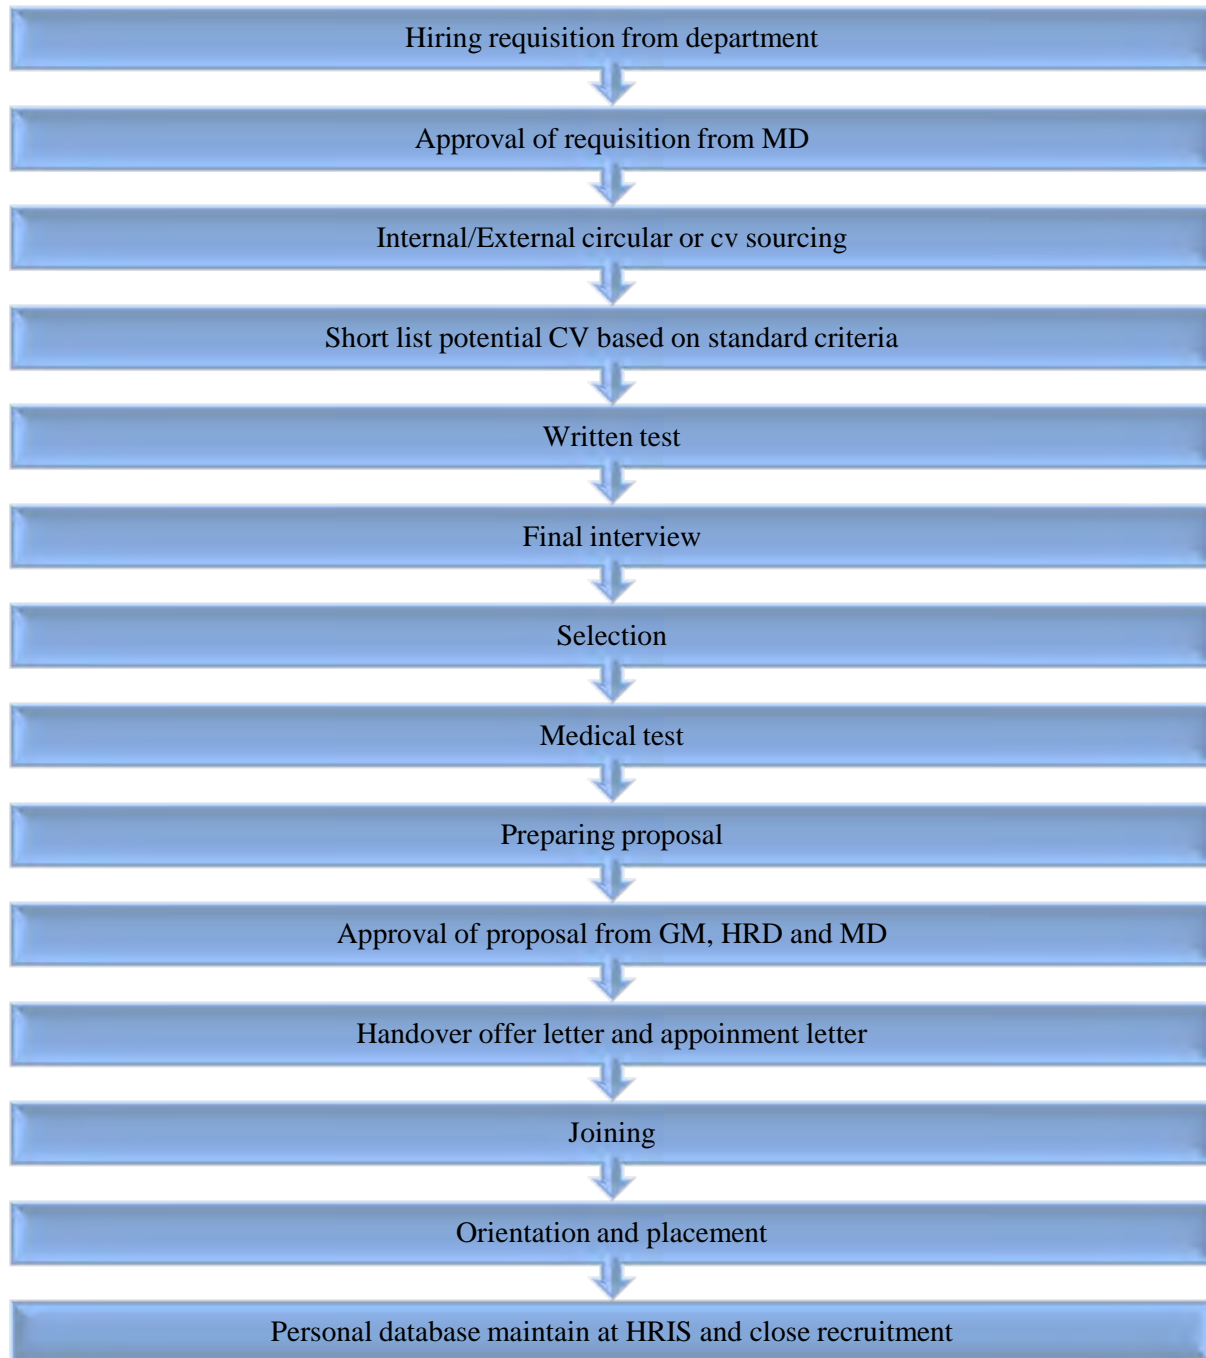 Hiring requisition from department
Approval of requisition from MD
Internal/External circular or cv sourcing
Short list potential CV based on standard criteria
Written test
Final interview
Selection
Medical test
Preparing proposal
Approval of proposal from GM, HRD and MD
Handover offer letter and appoinment letter
Joining
Orientation and placement
Personal database maintain at HRIS and close recruitment